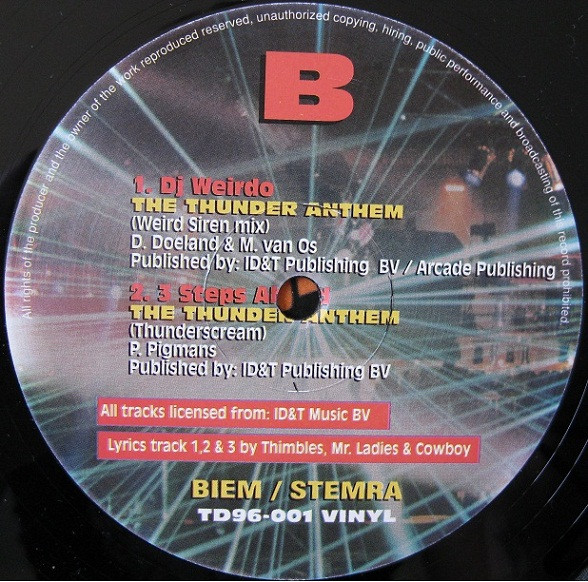 All rights of the producer and the owner of the work reproduced reserved, unauthorized copying, hiring, public performance and broadcasting of this record prohibited.
B
1. Dj Weirdo
THE THUNDER ANTHEM
(Weird Siren mix)
D. Doeland & M. van Os
Published by: ID&T Publishing BV / Arcade Publishing
2. 3 Steps
THE THUNDER ANTHEM
(Thunderscream)
P. Pigmans
Published by: ID&T Publishing BV
All tracks licensed from: ID&T Music BV
Lyrics track 1,2 & 3 by Thimbles, Mr. Ladies & Cowboy
BIEM / STEMRA
TD96-001 VINYL